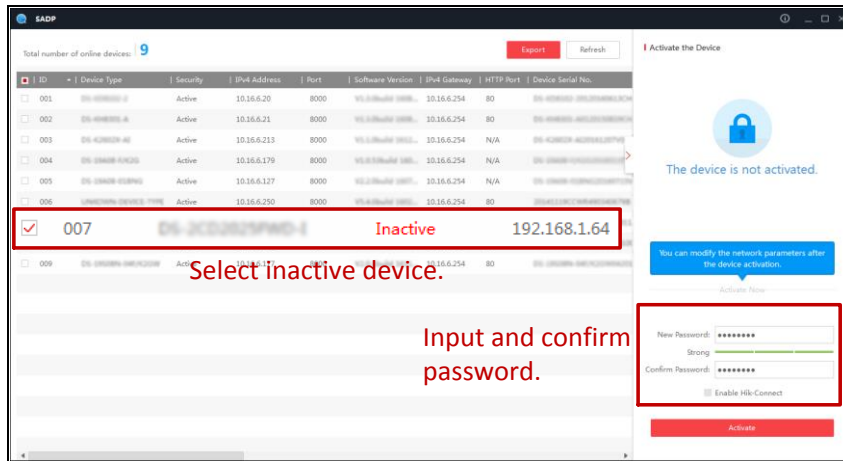 SADP
Total number of online devices: 9
Export
Refresh
ID | Device Type | Security | IPv4 Address | Port | Software Version | IPv4 Gateway | HTTP Port | Device Serial No.
001 Active 10.16.6.20 8000 10.16.6.254 80
002 Active 10.16.6.21 8000 10.16.6.254 80
003 Active 10.16.6.213 8000 10.16.6.254 N/A
004 Active 10.16.6.179 8000 10.16.6.254 N/A
005 Active 10.16.6.127 8000 10.16.6.254 N/A
006 UNKOWN-DEVICE-TYPE Active 10.16.6.250 8000 10.16.6.254 80
007 DS-2CD2025FWD-I Inactive 192.168.1.64
009 Active 8000 10.16.6.254 80
Select inactive device.
Input and confirm
password.
Activate the Device
The device is not activated.
You can modify the network parameters after
the device activation.
Activate Now
New Password:
Strong
Confirm Password:
Enable Hik-Connect
Activate